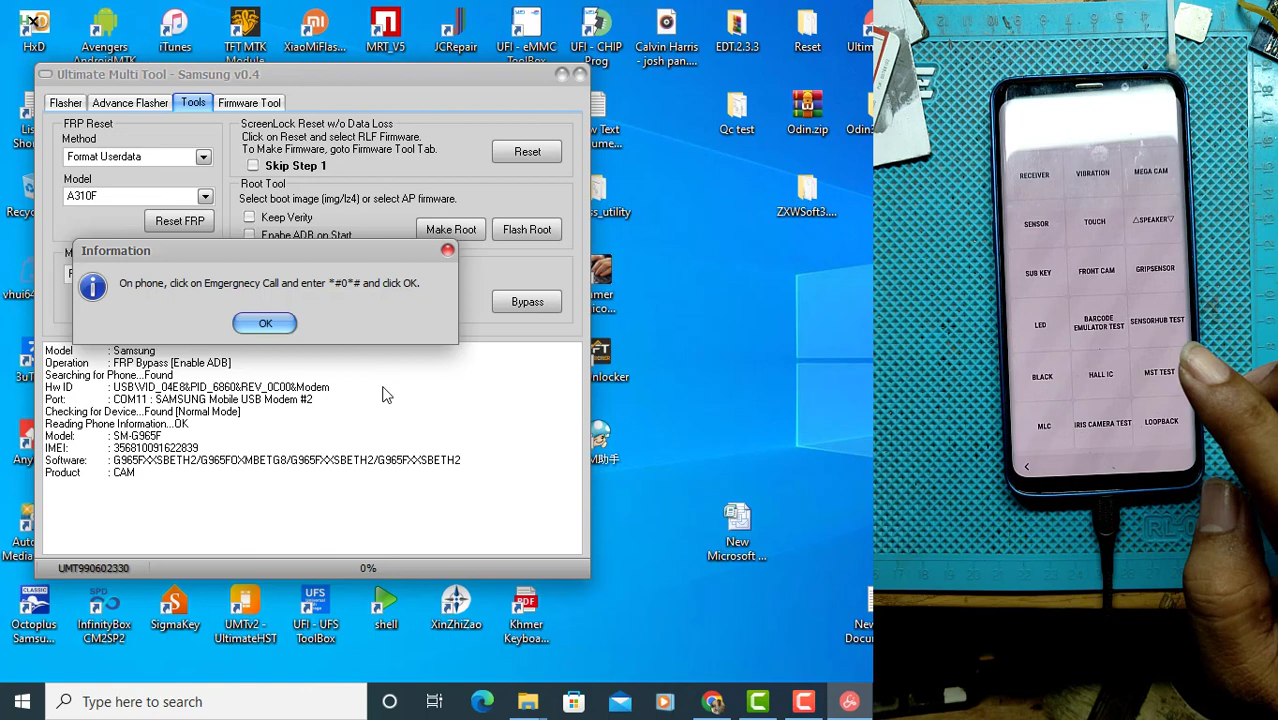 HxD
Avengers AndroidMTK
iTunes
TFT MTK Module
XiaoMiFlas...
MRT_V5
JCRepair
UFI - eMMC ToolBox
UFI - CHIP Prog
Calvin Harris - josh pan....
EDT.2.3.3
Reset
Ultimate Multi Tool - Samsung v0.4
Flasher
Advance Flasher
Tools
Firmware Tool
FRP Reset
Method
Format Userdata
Model
A310F
Reset FRP
ScreenLock Reset w/o Data Loss
Click on Reset and select RLF Firmware.
To Make Firmware, goto Firmware Tool Tab.
Skip Step 1
Reset
Root Tool
Select boot image (img/lz4) or select AP firmware.
Keep Verity
Enable ADB on Start
Make Root
Flash Root
Bypass
Information
On phone, click on Emgergnecy Call and enter *#0*# and click OK.
OK
Model : Samsung
Operation : FRP Bypass [Enable ADB]
Searching for Phone...Found
Hw ID : USB\VID_04E8&PID_6860&REV_0C00&Modem
Port: : COM11 : SAMSUNG Mobile USB Modem #2
Checking for Device...Found [Normal Mode]
Reading Phone Information...OK
Model: : SM-G965F
IMEI: : 356810091622839
Software: : G965FXXSBETH2/G965FOXMBETG8/G965FXXSBETH2/G965FXXSBETH2
Product : CAM
UMT990602330
0%
Qc test
Odin.zip
ZXWSoft3....
New Microsoft ...
Octoplus Samsu...
InfinityBox CM2SP2
SigmaKey
UMTv2 - UltimateHST
UFI - UFS ToolBox
shell
XinZhiZao
Khmer Keyboa...
Type here to search
RECEIVER
VIBRATION
MEGA CAM
SENSOR
TOUCH
△SPEAKER▽
SUB KEY
FRONT CAM
GRIPSENSOR
LED
BARCODE
EMULATOR TEST
SENSORHUB TEST
BLACK
HALL IC
MST TEST
MLC
IRIS CAMERA TEST
LOOPBACK